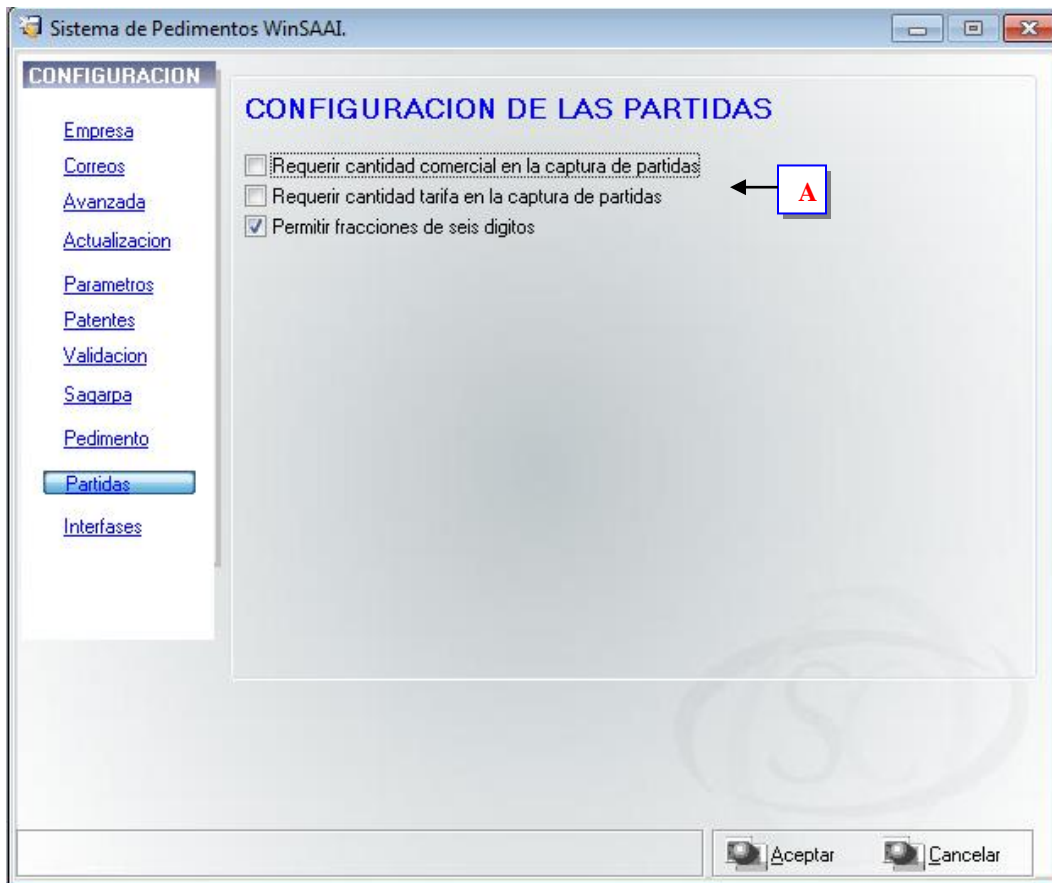 Sistema de Pedimentos WinSAAI.
CONFIGURACION
Empresa
Correos
Avanzada
Actualizacion
Parametros
Patentes
Validacion
Sagarpa
Pedimento
Partidas
Interfases
CONFIGURACION DE LAS PARTIDAS
Requerir cantidad comercial en la captura de partidas
Requerir cantidad tarifa en la captura de partidas
Permitir fracciones de seis digitos
A
SC
Aceptar
Cancelar